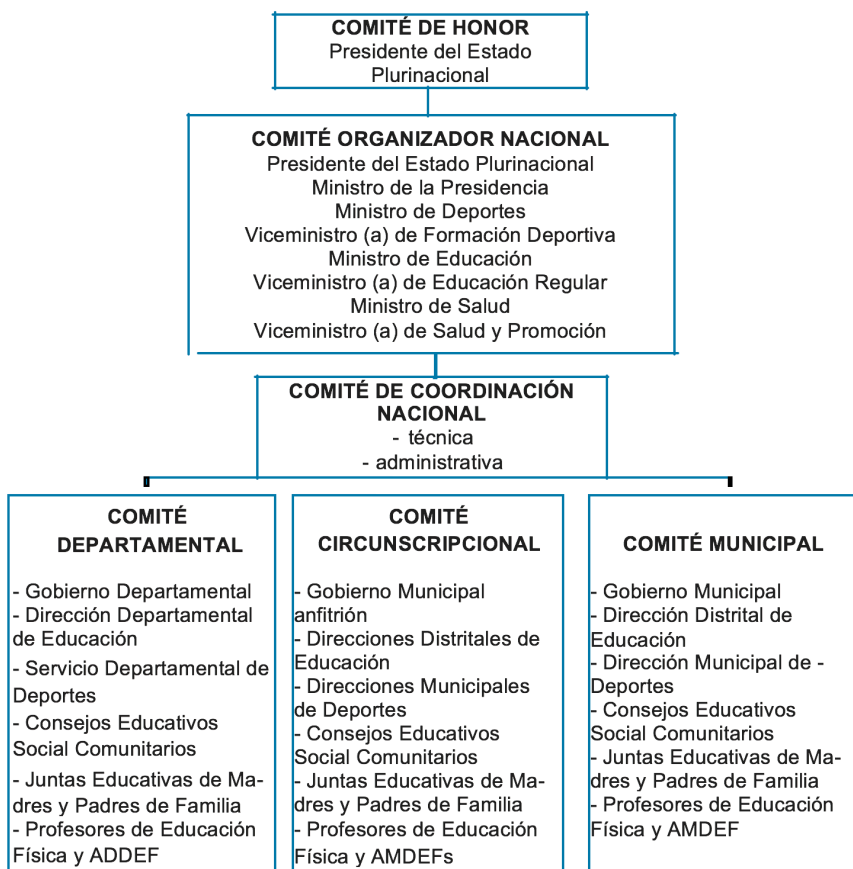 COMITÉ DE HONOR
Presidente del Estado
Plurinacional
COMITÉ ORGANIZADOR NACIONAL
Presidente del Estado Plurinacional
Ministro de la Presidencia
Ministro de Deportes
Viceministro (a) de Formación Deportiva
Ministro de Educación
Viceministro (a) de Educación Regular
Ministro de Salud
Viceministro (a) de Salud y Promoción
COMITÉ DE COORDINACIÓN
NACIONAL
- técnica
- administrativa
COMITÉ
DEPARTAMENTAL
- Gobierno Departamental
- Dirección Departamental
de Educación
- Servicio Departamental de
Deportes
- Consejos Educativos
Social Comunitarios
- Juntas Educativas de Ma-
dres y Padres de Familia
- Profesores de Educación
Física y ADDEF
COMITÉ
CIRCUNSCRIPCIONAL
- Gobierno Municipal
anfitrión
- Direcciones Distritales de
Educación
- Direcciones Municipales
de Deportes
- Consejos Educativos
Social Comunitarios
- Juntas Educativas de Ma-
dres y Padres de Familia
- Profesores de Educación
Física y AMDEFs
COMITÉ MUNICIPAL
- Gobierno Municipal
- Dirección Distrital de
Educación
- Dirección Municipal de -
Deportes
- Consejos Educativos
Social Comunitarios
- Juntas Educativas de Ma-
dres y Padres de Familia
- Profesores de Educación
Física y AMDEF